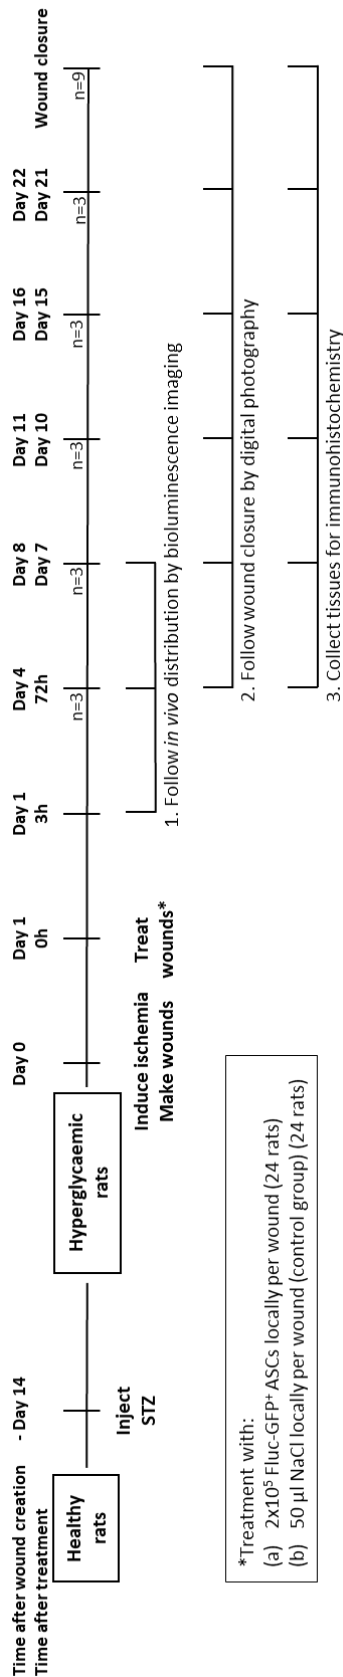 Time after wound creation - Day 14 Day 0 Day 1 Day 1 Day 4 Day 8 Day 11 Day 16 Day 22
Time after treatment 0h 3h 72h Day 7 Day 10 Day 15 Day 21 Wound closure
n=3 n=3 n=3 n=3 n=3 n=9
Healthy
rats
Hyperglycaemic
rats
Inject
STZ
Induce ischemia
Make wounds
Treat
wounds*
1. Follow in vivo distribution by bioluminescence imaging
2. Follow wound closure by digital photography
3. Collect tissues for immunohistochemistry
*Treatment with:
(a) 2x10⁵ Fluc-GFP⁺ ASCs locally per wound (24 rats)
(b) 50 µl NaCl locally per wound (control group) (24 rats)